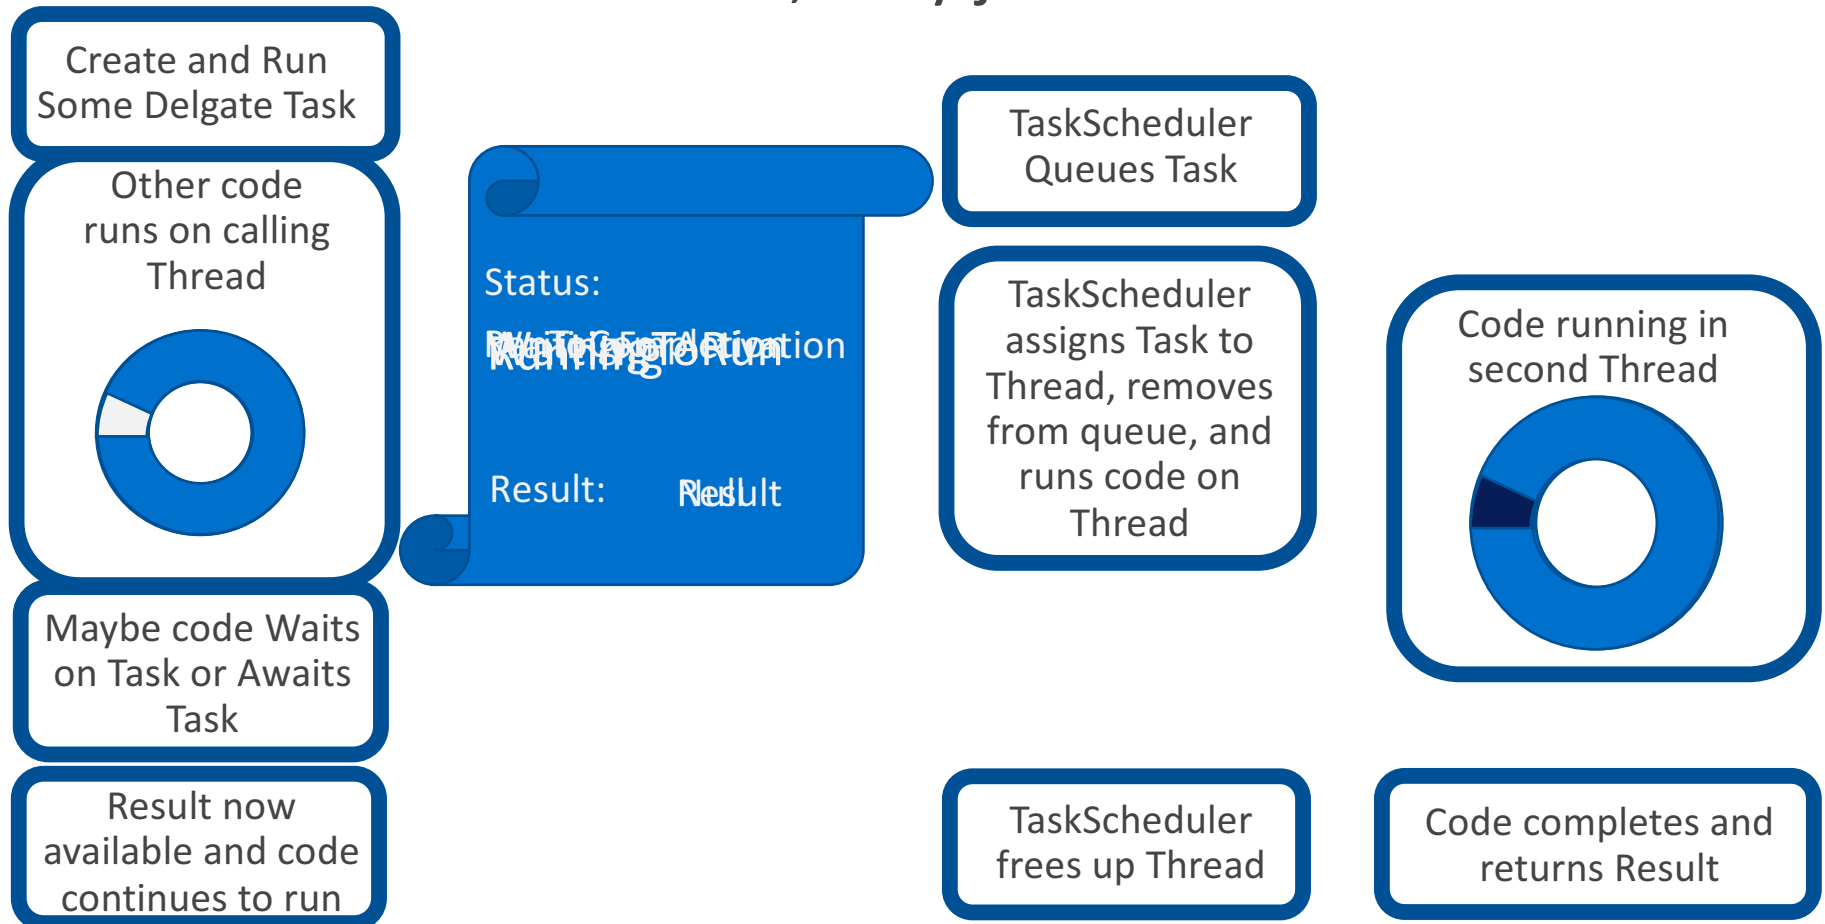 Create and Run
Some Delgate Task
Other code
runs on calling
Thread
Maybe code Waits
on Task or Awaits
Task
Result now
available and code
continues to run
Status:
Running
Result:
Null
Result
TaskScheduler
Queues Task
TaskScheduler
assigns Task to
Thread, removes
from queue, and
runs code on
Thread
TaskScheduler
frees up Thread
Code running in
second Thread
Code completes and
returns Result